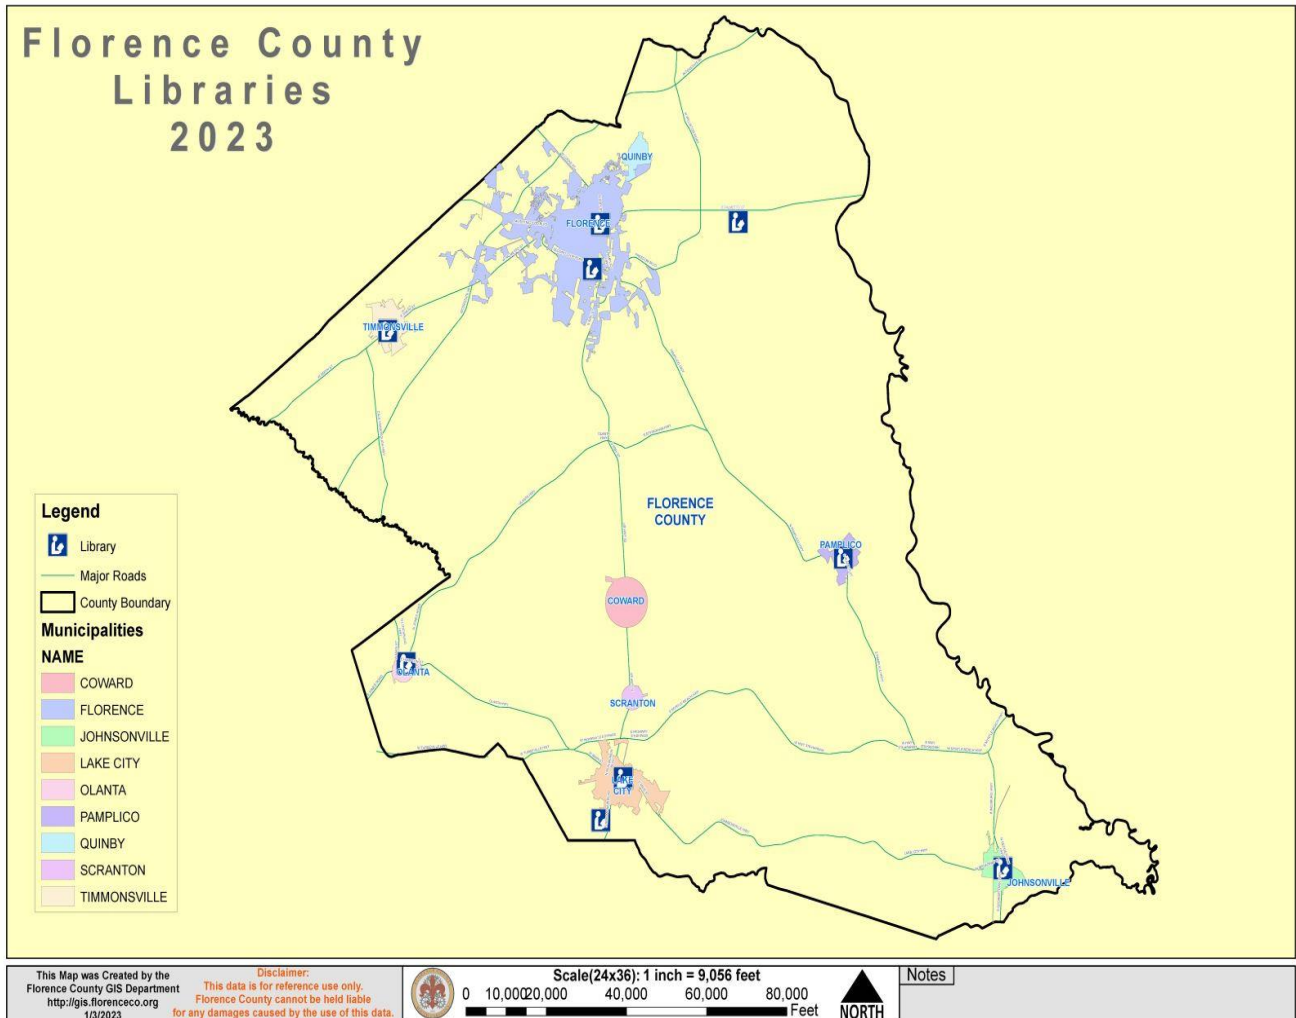 Florence County
Libraries
2023
QUINBY
FLORENCE
TIMMONSVILLE
FLORENCE
COUNTY
PAMPLICO
COWARD
OLANTA
SCRANTON
LAKE
CITY
JOHNSONVILLE
Legend
Library
Major Roads
County Boundary
Municipalities
NAME
COWARD
FLORENCE
JOHNSONVILLE
LAKE CITY
OLANTA
PAMPLICO
QUINBY
SCRANTON
TIMMONSVILLE
This Map was Created by the
Florence County GIS Department
http://gis.florenceco.org
1/3/2023
Disclaimer:
This data is for reference use only.
Florence County cannot be held liable
for any damages caused by the use of this data.
Scale(24x36): 1 inch = 9,056 feet
0 10,000 20,000 40,000 60,000 80,000
Feet
NORTH
Notes